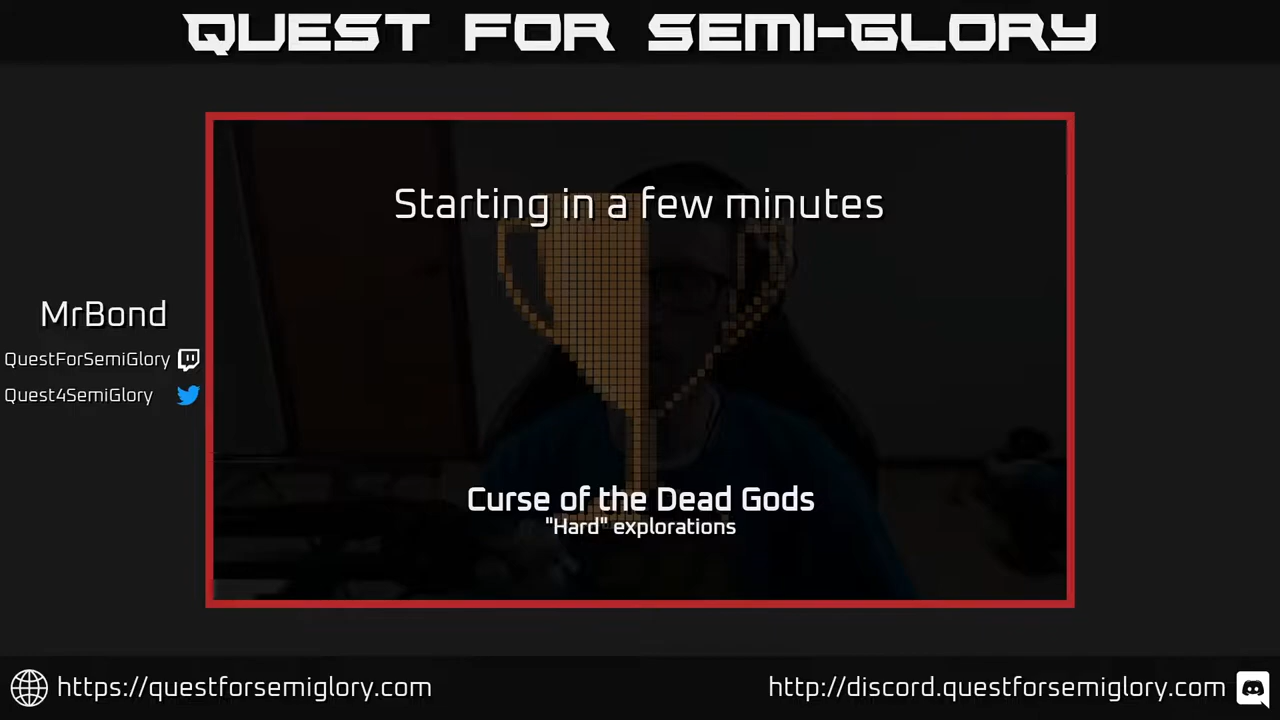 QUEST FOR SEMI-GLORY
Starting in a few minutes
MrBond
QuestForSemiGlory
Quest4SemiGlory
Curse of the Dead Gods
"Hard" explorations
https://questforsemiglory.com
http://discord.questforsemiglory.com